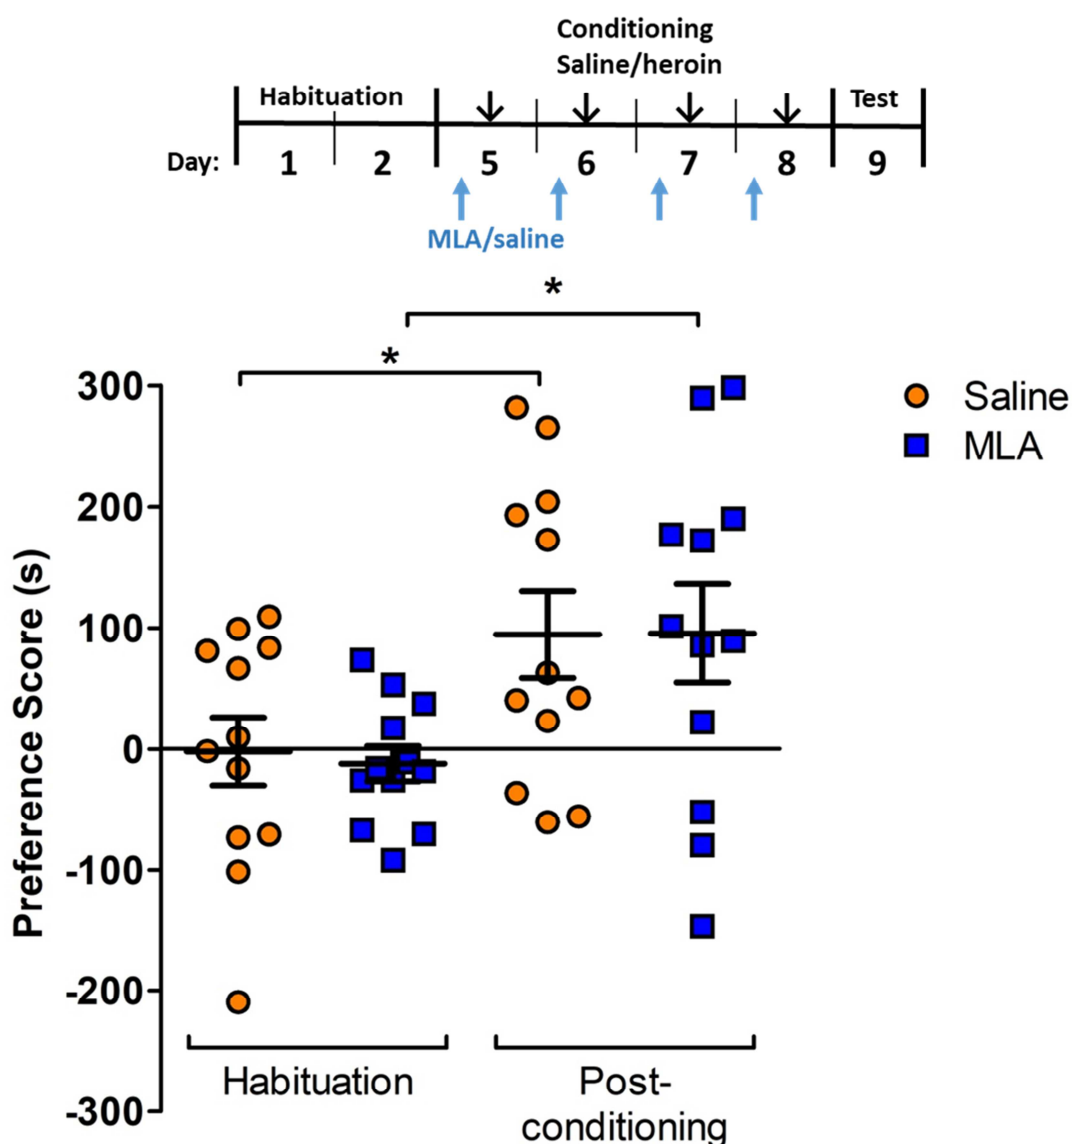 Conditioning
Saline/heroin
Habituation
Test
Day: 1 2 5 6 7 8 9
MLA/saline
*
*
300
200
100
0
-100
-200
-300
Preference Score (s)
Saline
MLA
Habituation
Post-
conditioning